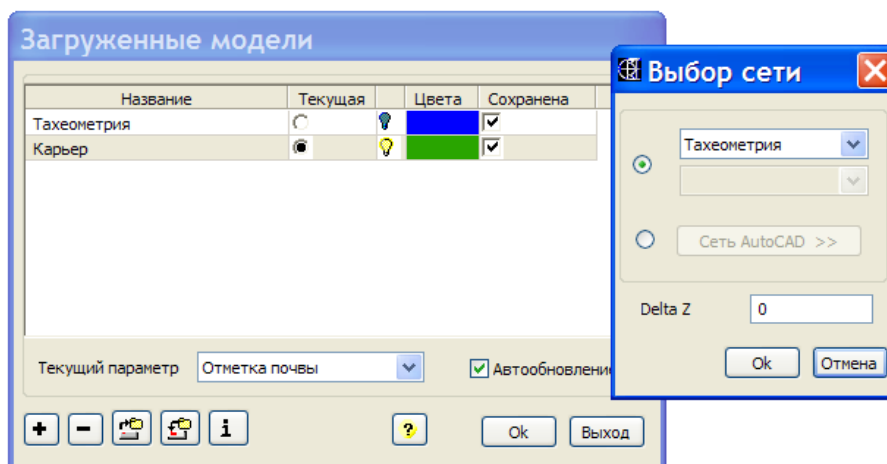 Загруженные модели
Название Текущая Цвета Сохранена
Тахеометрия
Карьер
Текущий параметр Отметка почвы Автообновление
? Ok Выход
Выбор сети
Тахеометрия
Сеть AutoCAD >>
Delta Z 0
Ok Отмена